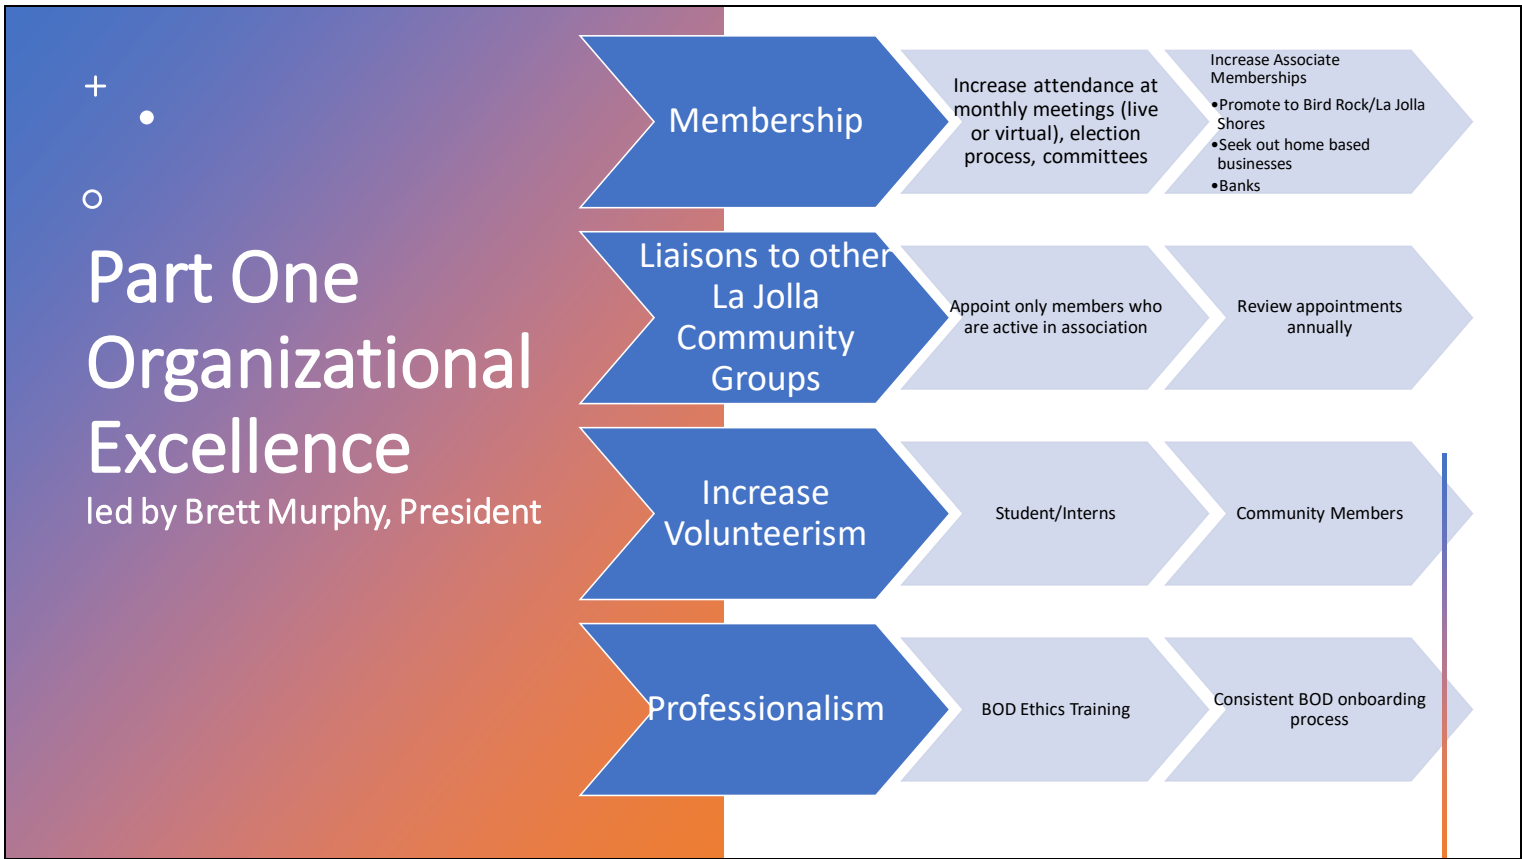 Part One
Organizational
Excellence
led by Brett Murphy, President
Membership
Increase attendance at
monthly meetings (live
or virtual), election
process, committees
Increase Associate
Memberships
•Promote to Bird Rock/La Jolla
Shores
•Seek out home based
businesses
•Banks
Liaisons to other
La Jolla
Community
Groups
Appoint only members who
are active in association
Review appointments
annually
Increase
Volunteerism
Student/Interns
Community Members
Professionalism
BOD Ethics Training
Consistent BOD onboarding
process